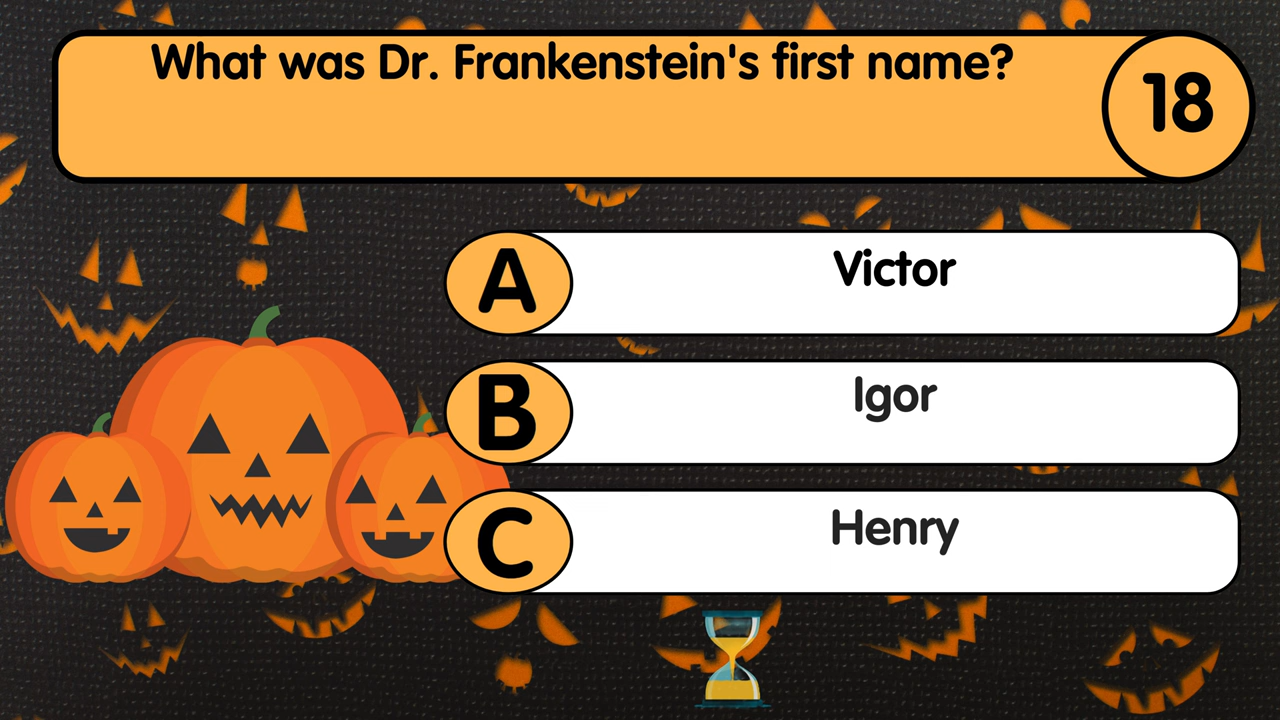 What was Dr. Frankenstein's first name?
18
A
Victor
B
Igor
C
Henry